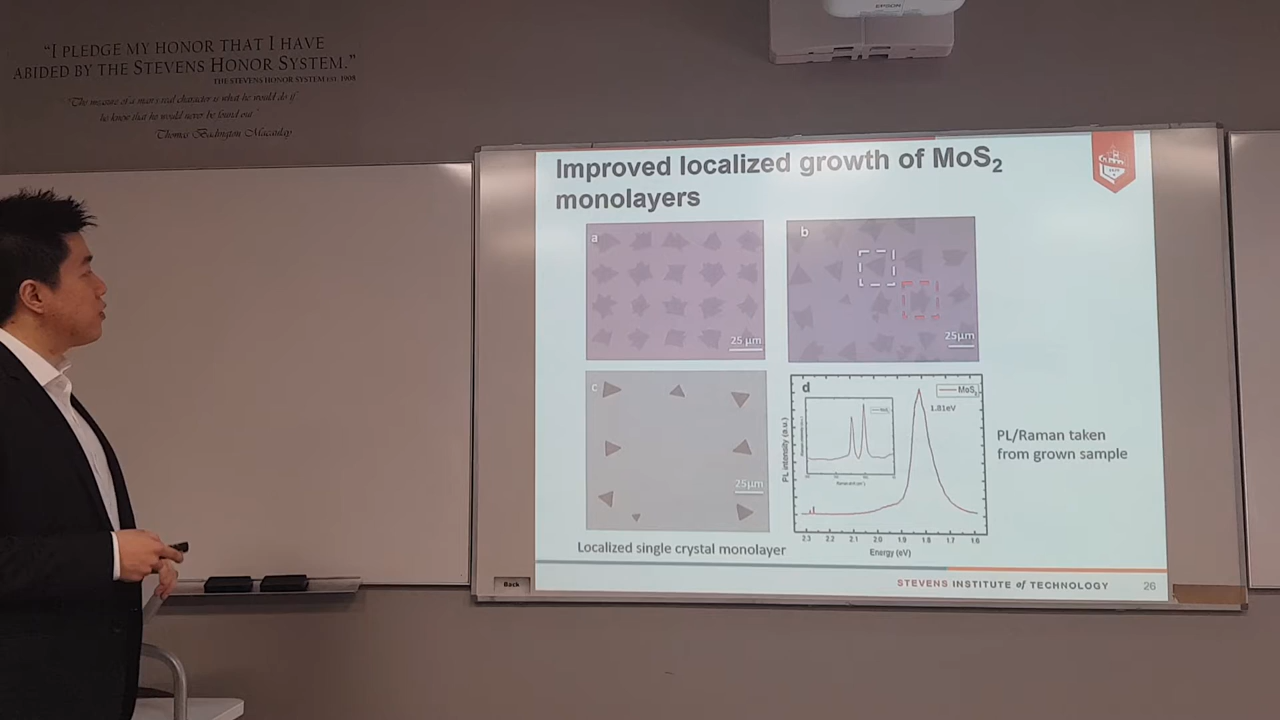 EPSON
"I PLEDGE MY HONOR THAT I HAVE
ABIDED BY THE STEVENS HONOR SYSTEM."
THE STEVENS HONOR SYSTEM EST. 1908
"The measure of a man's real character is what he would do if
he knew that he would never be found out"
Thomas Babington Macaulay
Improved localized growth of MoS₂
monolayers
a
25 µm
b
25µm
c
25µm
d
MoS₂
1.81eV
PL intensity (a.u.)
2.3 2.2 2.1 2.0 1.9 1.8 1.7 1.6
Energy (eV)
PL/Raman taken
from grown sample
Localized single crystal monolayer
Back
STEVENS INSTITUTE of TECHNOLOGY 26